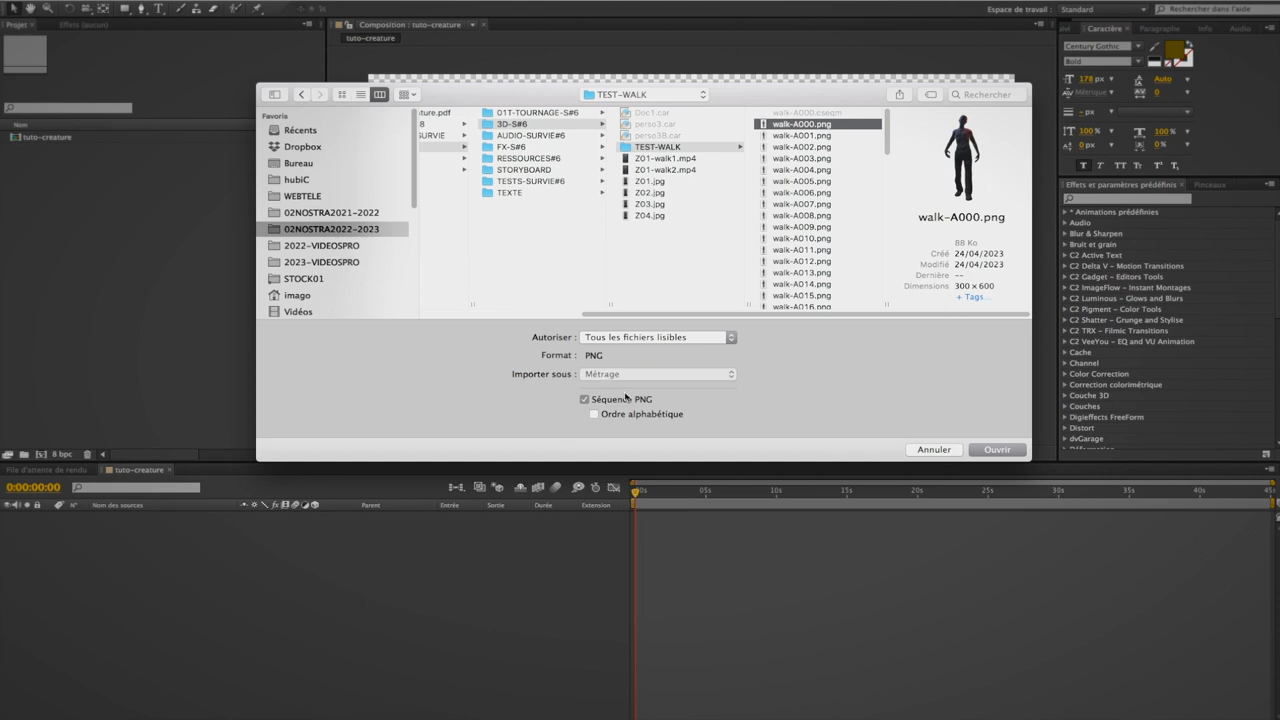 Espace de travail : Standard
Rechercher dans l'aide
Projet
Effets (aucun)
Composition : tuto-creature
tuto-creature
Nom
tuto-creature
8 bpc
TEST-WALK
Rechercher
Favoris
Récents
Dropbox
Bureau
hubiC
WEBTELE
02NOSTRA2021-2022
02NOSTRA2022-2023
2022-VIDEOSPRO
2023-VIDEOSPRO
STOCK01
imago
Vidéos
ture.pdf
8
SURVIE
01T-TOURNAGE-S#6
3D-S#6
AUDIO-SURVIE#6
FX-S#6
RESSOURCES#6
STORYBOARD
TESTS-SURVIE#6
TEXTE
Doc1.car
perso3.car
perso3B.car
TEST-WALK
Z01-walk1.mp4
Z01-walk2.mp4
Z01.jpg
Z02.jpg
Z03.jpg
Z04.jpg
walk-A000.cseqm
walk-A000.png
walk-A001.png
walk-A002.png
walk-A003.png
walk-A004.png
walk-A005.png
walk-A006.png
walk-A007.png
walk-A008.png
walk-A009.png
walk-A010.png
walk-A011.png
walk-A012.png
walk-A013.png
walk-A014.png
walk-A015.png
walk-A016.png
walk-A000.png
88 Ko
Créé 24/04/2023
Modifié 24/04/2023
Dernière --
Dimensions 300 × 600
+ Tags...
Autoriser : Tous les fichiers lisibles
Format : PNG
Importer sous : Métrage
Séquence PNG
Ordre alphabétique
Annuler
Ouvrir
Caractère
Paragraphe
Info
Audio
Century Gothic
Bold
178 px
Auto
Métrique
0
- px
100 %
100 %
0 px
0 %
Effets et paramètres prédéfinis
Pinceaux
* Animations prédéfinies
Audio
Blur & Sharpen
Bruit et grain
C2 Active Text
C2 Delta V – Motion Transitions
C2 Gadget – Editors Tools
C2 ImageFlow – Instant Montages
C2 Luminous – Glows and Blurs
C2 Pigment – Color Tools
C2 Shatter – Grunge and Stylise
C2 TRX – Filmic Transitions
C2 VeeYou – EQ and VU Animation
Cache
Channel
Color Correction
Correction colorimétrique
Couche 3D
Couches
Digieffects FreeForm
Distort
dvGarage
File d'attente de rendu
tuto-creature
0:00:00:00
N°
Nom des sources
Parent
Entrée
Sortie
Durée
Extension
05s
10s
15s
20s
25s
30s
35s
40s
45s